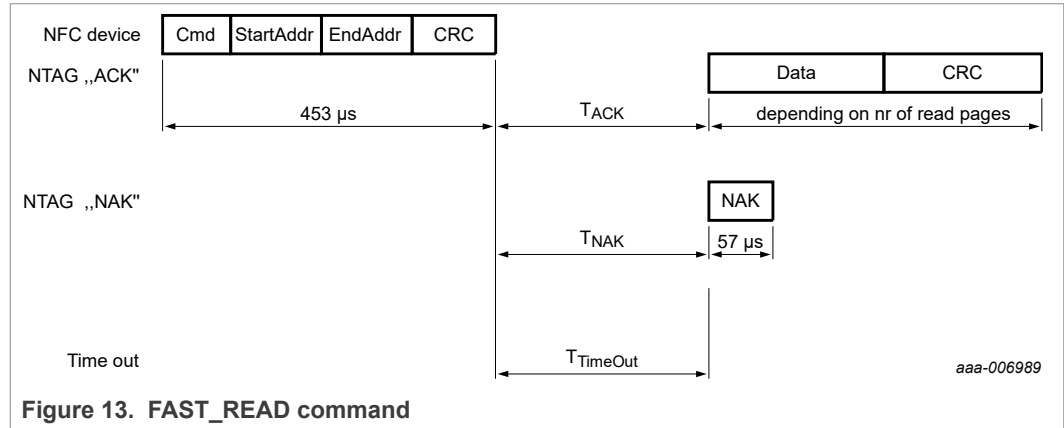 NFC device Cmd StartAddr EndAddr CRC
NTAG ,,ACK" Data CRC
453 µs TACK depending on nr of read pages
NTAG ,,NAK" NAK
TNAK 57 µs
Time out TTimeOut aaa-006989
Figure 13. FAST_READ command